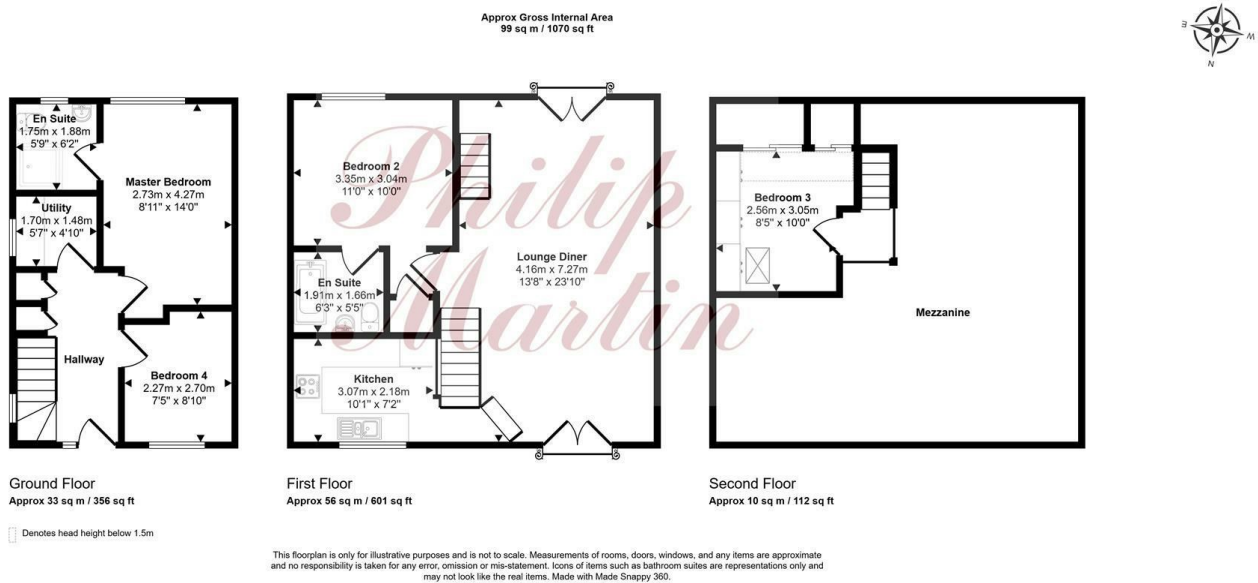 Approx Gross Internal Area
99 sq m / 1070 sq ft
E
W
N
En Suite
1.75m x 1.88m
5'9" x 6'2"
Master Bedroom
2.73m x 4.27m
8'11" x 14'0"
Utility
1.70m x 1.48m
5'7" x 4'10"
Hallway
Bedroom 4
2.27m x 2.70m
7'5" x 8'10"
Bedroom 2
3.35m x 3.04m
11'0" x 10'0"
En Suite
1.91m x 1.66m
6'3" x 5'5"
Lounge Diner
4.16m x 7.27m
13'8" x 23'10"
Kitchen
3.07m x 2.18m
10'1" x 7'2"
Philip
Martin
Bedroom 3
2.56m x 3.05m
8'5" x 10'0"
Mezzanine
Ground Floor
Approx 33 sq m / 356 sq ft
First Floor
Approx 56 sq m / 601 sq ft
Second Floor
Approx 10 sq m / 112 sq ft
Denotes head height below 1.5m
This floorplan is only for illustrative purposes and is not to scale. Measurements of rooms, doors, windows, and any items are approximate
and no responsibility is taken for any error, omission or mis-statement. Icons of items such as bathroom suites are representations only and
may not look like the real items. Made with Made Snappy 360.